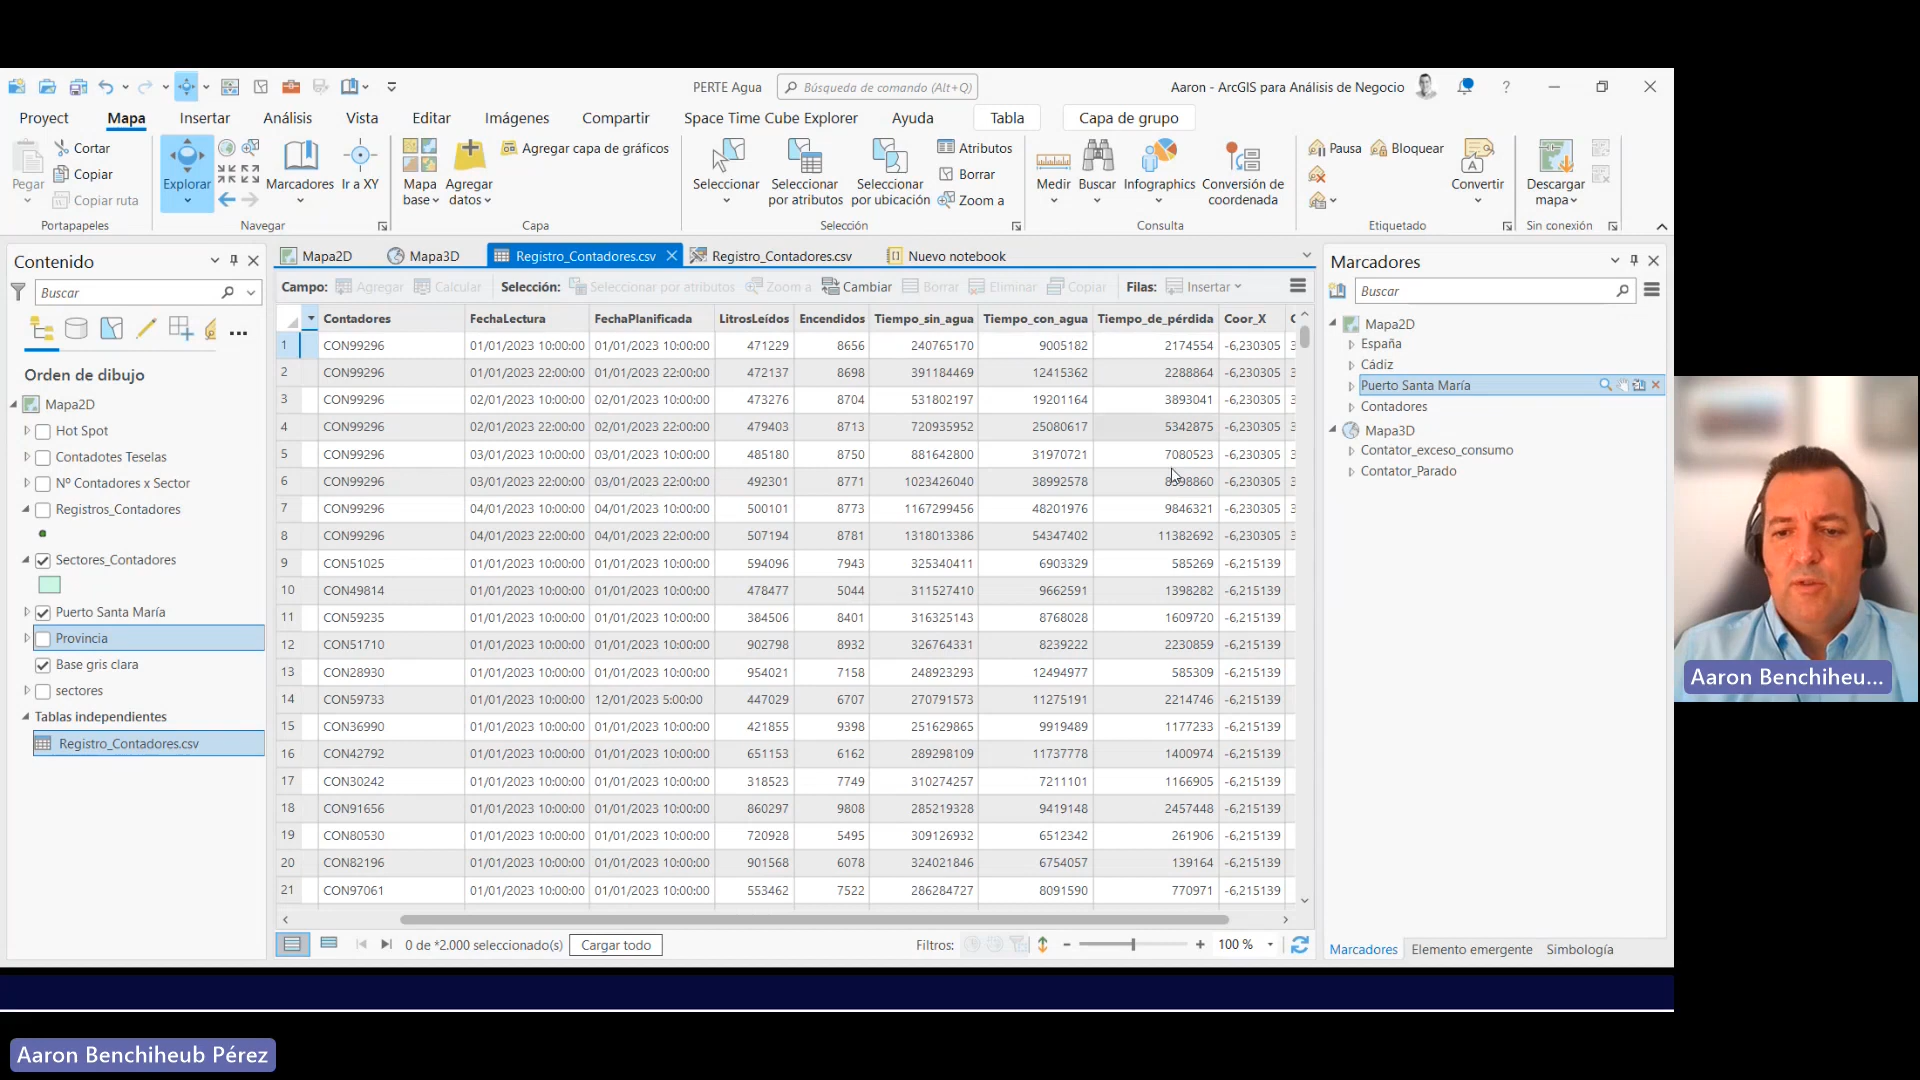 PERTE Agua
Búsqueda de comando (Alt+Q)
Aaron - ArcGIS para Análisis de Negocio
Proyect
Mapa
Insertar
Análisis
Vista
Editar
Imágenes
Compartir
Space Time Cube Explorer
Ayuda
Tabla
Capa de grupo
Pegar
Cortar
Copiar
Copiar ruta
Portapapeles
Explorar
Marcadores
Ir a XY
Navegar
Mapa base
Agregar datos
Agregar capa de gráficos
Capa
Seleccionar
Seleccionar por atributos
Seleccionar por ubicación
Atributos
Borrar
Zoom a
Selección
Medir
Buscar
Infographics
Conversión de coordenada
Consulta
Pausa
Bloquear
Convertir
Etiquetado
Descargar mapa
Sin conexión
Contenido
Buscar
Orden de dibujo
Mapa2D
Hot Spot
Contadotes Teselas
Nº Contadores x Sector
Registros_Contadores
Sectores_Contadores
Puerto Santa María
Provincia
Base gris clara
sectores
Tablas independientes
Registro_Contadores.csv
Mapa2D
Mapa3D
Registro_Contadores.csv
Registro_Contadores.csv
Nuevo notebook
Campo: Agregar Calcular Selección: Seleccionar por atributos Zoom a Cambiar Borrar Eliminar Copiar Filas: Insertar
Contadores FechaLectura FechaPlanificada LitrosLeídos Encendidos Tiempo_sin_agua Tiempo_con_agua Tiempo_de_pérdida Coor_X C
1 CON99296 01/01/2023 10:00:00 01/01/2023 10:00:00 471229 8656 240765170 9005182 2174554 -6,230305 3
2 CON99296 01/01/2023 22:00:00 01/01/2023 22:00:00 472137 8698 391184469 12415362 2288864 -6,230305 3
3 CON99296 02/01/2023 10:00:00 02/01/2023 10:00:00 473276 8704 531802197 19201164 3893041 -6,230305 3
4 CON99296 02/01/2023 22:00:00 02/01/2023 22:00:00 479403 8713 720935952 25080617 5342875 -6,230305 3
5 CON99296 03/01/2023 10:00:00 03/01/2023 10:00:00 485180 8750 881642800 31970721 7080523 -6,230305 3
6 CON99296 03/01/2023 22:00:00 03/01/2023 22:00:00 492301 8771 1023426040 38992578 -6,230305 3
7 CON99296 04/01/2023 10:00:00 04/01/2023 10:00:00 500101 8773 1167299456 48201976 9846321 -6,230305 3
8 CON99296 04/01/2023 22:00:00 04/01/2023 22:00:00 507194 8781 1318013386 54347402 11382692 -6,230305 3
9 CON51025 01/01/2023 10:00:00 01/01/2023 10:00:00 594096 7943 325340411 6903329 585269 -6,215139
10 CON49814 01/01/2023 10:00:00 01/01/2023 10:00:00 478477 5044 311527410 9662591 1398282 -6,215139
11 CON59235 01/01/2023 10:00:00 01/01/2023 10:00:00 384506 8401 316325143 8768028 1609720 -6,215139
12 CON51710 01/01/2023 10:00:00 01/01/2023 10:00:00 902798 8932 326764331 8239222 2230859 -6,215139
13 CON28930 01/01/2023 10:00:00 01/01/2023 10:00:00 954021 7158 248923293 12494977 585309 -6,215139
14 CON59733 01/01/2023 10:00:00 12/01/2023 5:00:00 447029 6707 270791573 11275191 2214746 -6,215139
15 CON36990 01/01/2023 10:00:00 01/01/2023 10:00:00 421855 9398 251629865 9919489 1177233 -6,215139
16 CON42792 01/01/2023 10:00:00 01/01/2023 10:00:00 651153 6162 289298109 11737778 1400974 -6,215139
17 CON30242 01/01/2023 10:00:00 01/01/2023 10:00:00 318523 7749 310274257 7211101 1166905 -6,215139
18 CON91656 01/01/2023 10:00:00 01/01/2023 10:00:00 860297 9808 285219328 9419148 2457448 -6,215139
19 CON80530 01/01/2023 10:00:00 01/01/2023 10:00:00 720928 5495 309126932 6512342 261906 -6,215139
20 CON82196 01/01/2023 10:00:00 01/01/2023 10:00:00 901568 6078 324021846 6754057 139164 -6,215139
21 CON97061 01/01/2023 10:00:00 01/01/2023 10:00:00 553462 7522 286284727 8091590 770971 -6,215139
0 de *2.000 seleccionado(s) Cargar todo Filtros: 100 %
Marcadores
Buscar
Mapa2D
España
Cádiz
Puerto Santa María
Contadores
Mapa3D
Contator_exceso_consumo
Contator_Parado
Marcadores Elemento emergente Simbología
Aaron Benchiheu...
Aaron Benchiheub Pérez